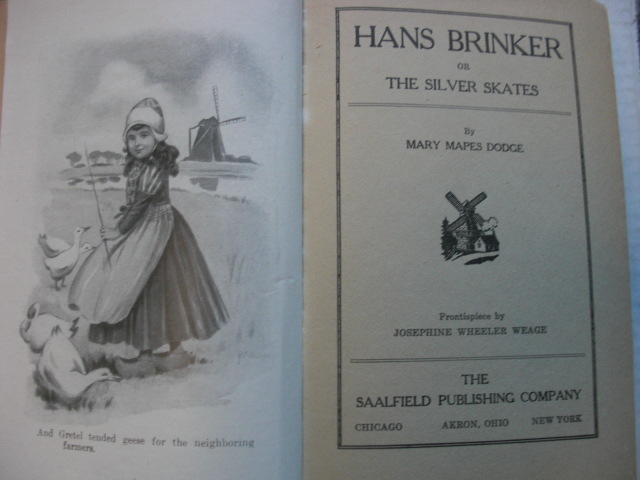 And Gretel tended geese for the neighboring
farmers.
HANS BRINKER
OR
THE SILVER SKATES
By
MARY MAPES DODGE
Frontispiece by
JOSEPHINE WHEELER WEAGE
THE
SAALFIELD PUBLISHING COMPANY
CHICAGO AKRON, OHIO NEW YORK